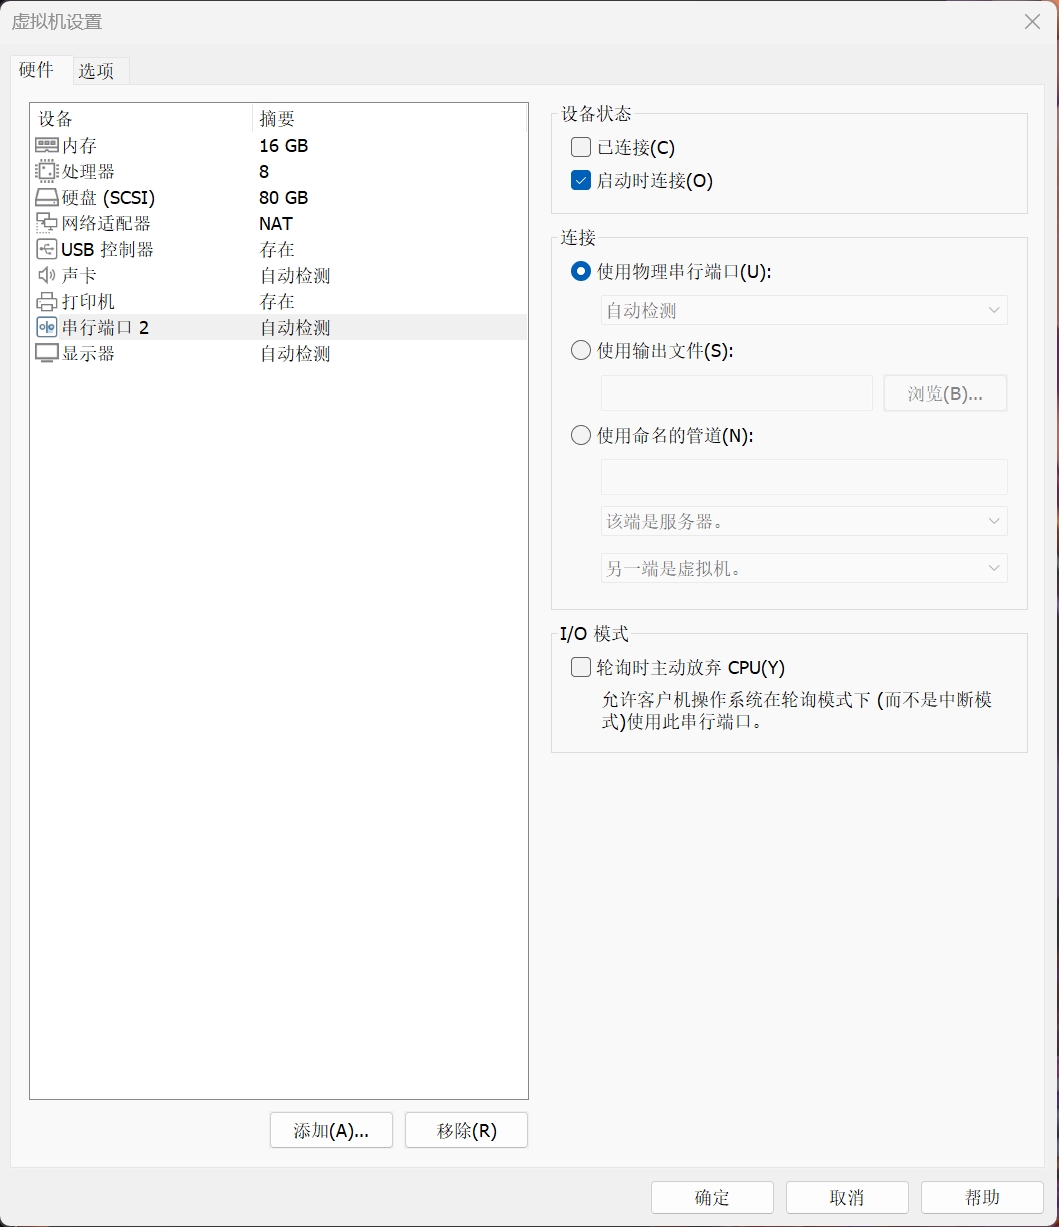 虚拟机设置
硬件
选项
设备 摘要
内存 16 GB
处理器 8
硬盘 (SCSI) 80 GB
网络适配器 NAT
USB 控制器 存在
声卡 自动检测
打印机 存在
串行端口 2 自动检测
显示器 自动检测
添加(A)...
移除(R)
设备状态
已连接(C)
启动时连接(O)
连接
使用物理串行端口(U):
自动检测
使用输出文件(S):
浏览(B)...
使用命名的管道(N):
该端是服务器。
另一端是虚拟机。
I/O 模式
轮询时主动放弃 CPU(Y)
允许客户机操作系统在轮询模式下 (而不是中断模
式)使用此串行端口。
确定
取消
帮助